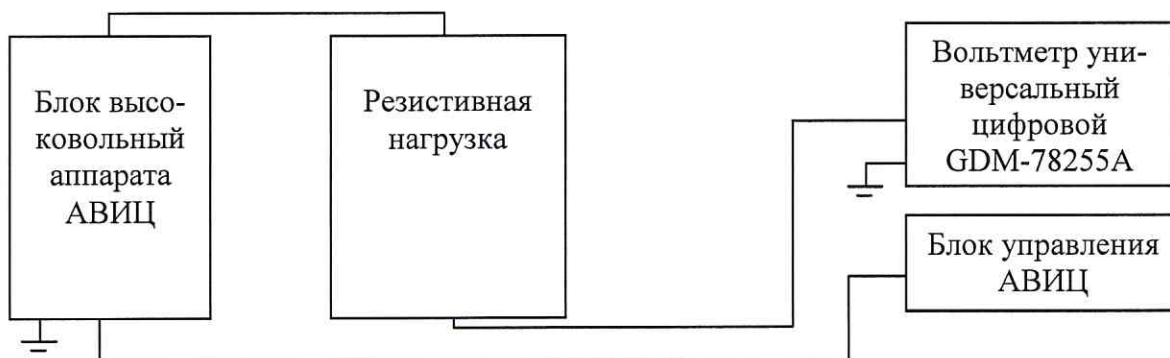 Блок высо-
ковольный
аппарата
АВИЦ
Резистивная
нагрузка
Вольтметр уни-
версальный
цифровой
GDM-78255A
Блок управления
АВИЦ